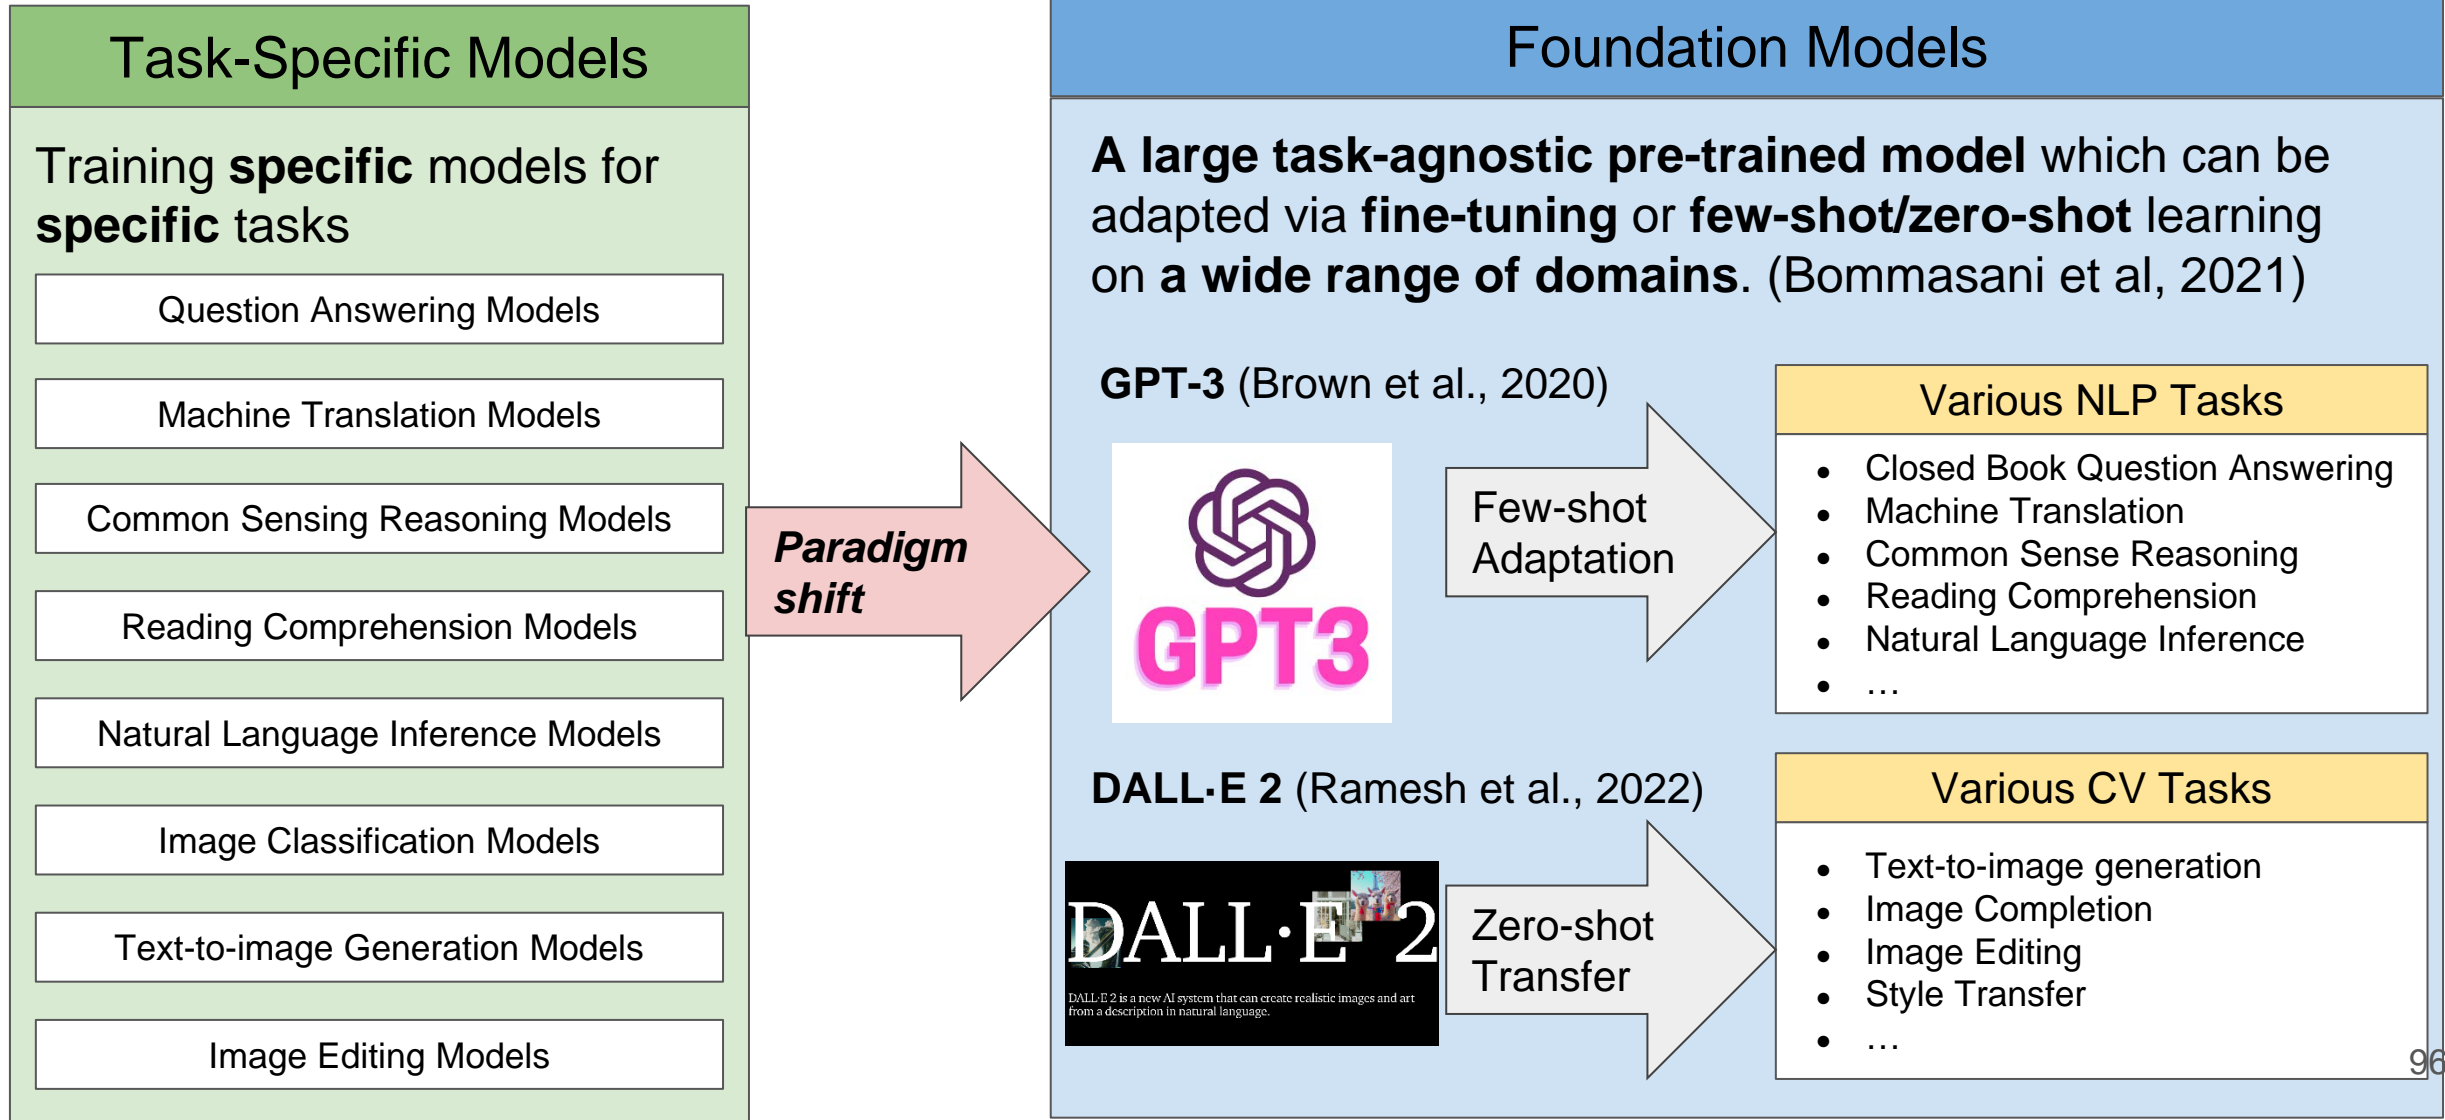 Task-Specific Models
Training specific models for
specific tasks
Question Answering Models
Machine Translation Models
Common Sensing Reasoning Models
Reading Comprehension Models
Natural Language Inference Models
Image Classification Models
Text-to-image Generation Models
Image Editing Models
Paradigm
shift
Foundation Models
A large task-agnostic pre-trained model which can be
adapted via fine-tuning or few-shot/zero-shot learning
on a wide range of domains. (Bommasani et al, 2021)
GPT-3 (Brown et al., 2020)
GPT3
Few-shot
Adaptation
Various NLP Tasks
● Closed Book Question Answering
● Machine Translation
● Common Sense Reasoning
● Reading Comprehension
● Natural Language Inference
● …
DALL·E 2 (Ramesh et al., 2022)
DALL·E 2
DALL·E 2 is a new AI system that can create realistic images and art
from a description in natural language.
Zero-shot
Transfer
Various CV Tasks
● Text-to-image generation
● Image Completion
● Image Editing
● Style Transfer
● …
96